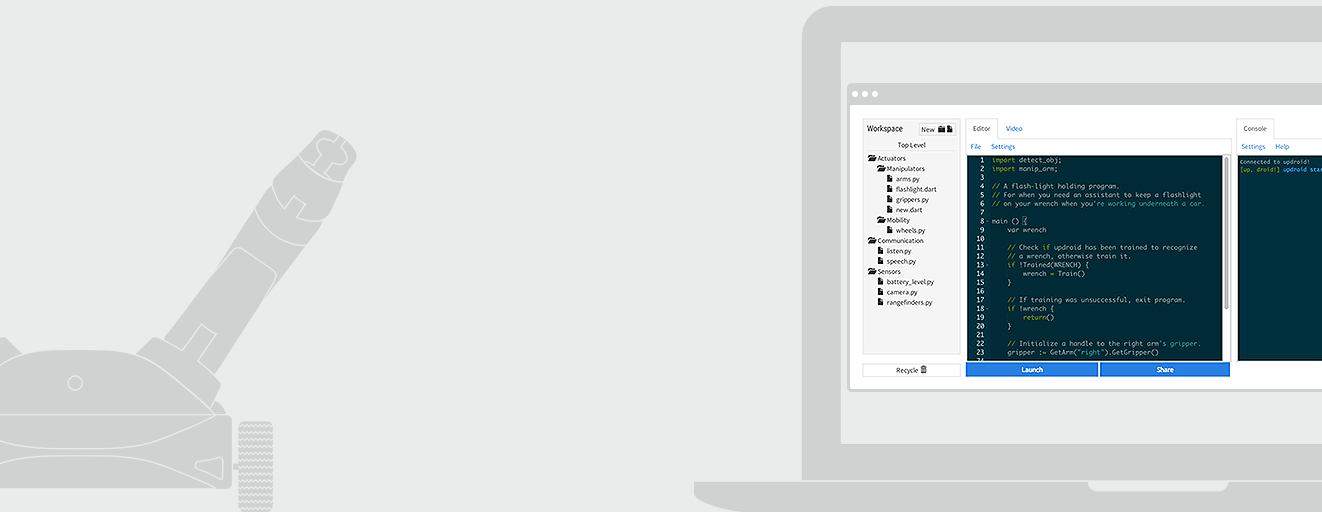 Workspace
New
Top Level
Actuators
Manipulators
arms.py
flashlight.dart
grippers.py
new.dart
Mobility
wheels.py
Communication
listen.py
speech.py
Sensors
battery_level.py
camera.py
rangefinders.py
Recycle
Editor Video
File Settings
1 import detect_obj;
2 import manip_arm;
3
4 // A flash-light holding program.
5 // For when you need an assistant to keep a flashlight
6 // on your wrench when you're working underneath a car.
7
8 main () {
9 var wrench
10
11 // Check if updroid has been trained to recognize
12 // a wrench, otherwise train it.
13 if !Trained(WRENCH) {
14 wrench = Train()
15 }
16
17 // If training was unsuccessful, exit program.
18 if !wrench {
19 return()
20 }
21
22 // Initialize a handle to the right arm's gripper.
23 gripper := GetArm("right").GetGripper()
Launch Share
Console
Settings Help
Connected to updroid!
[up, droid!] updroid star